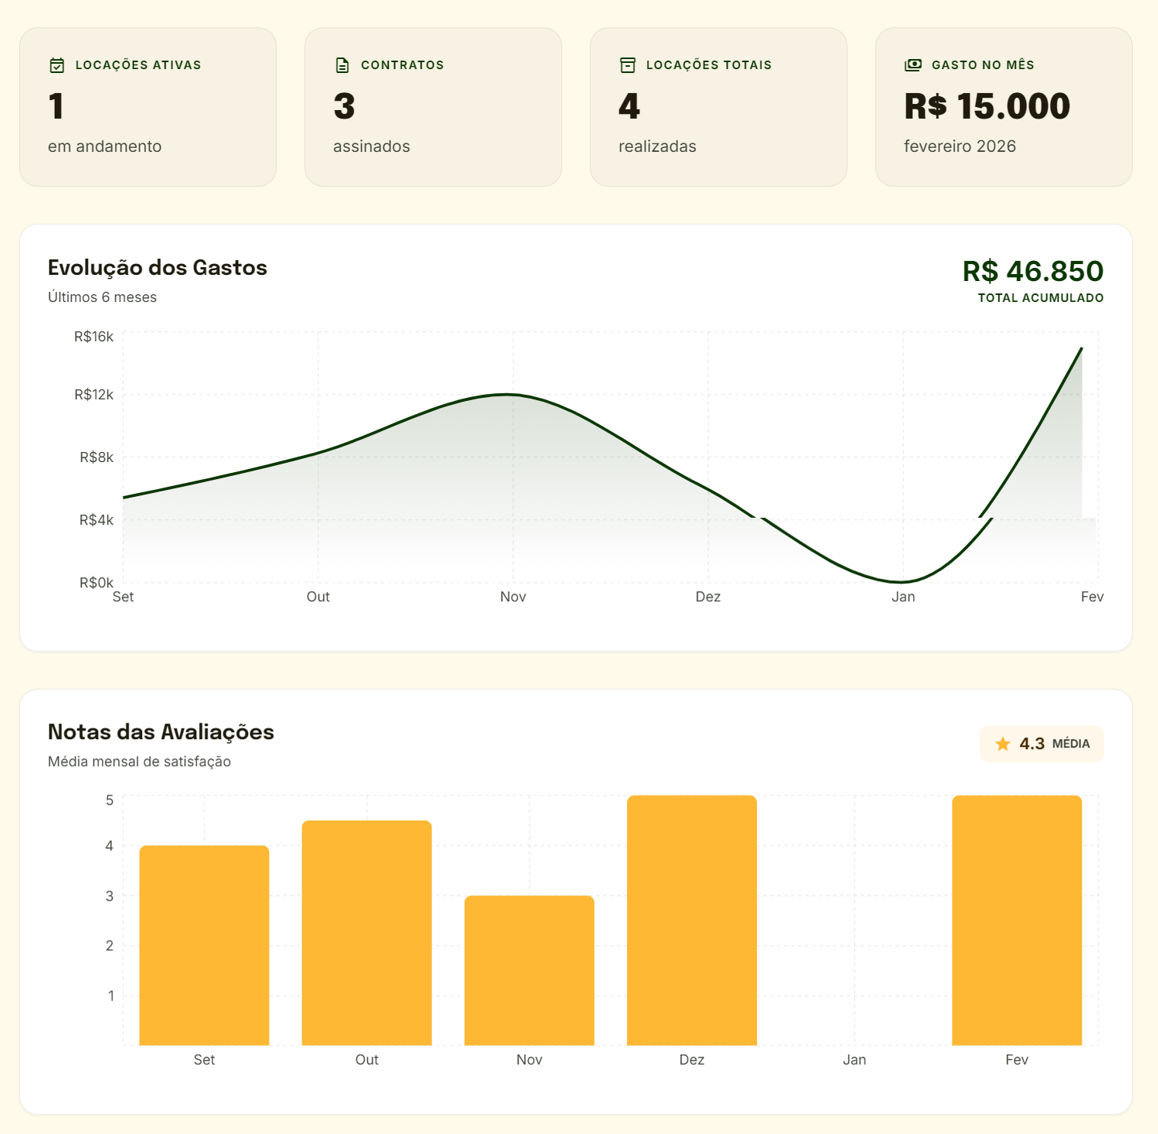 LOCAÇÕES ATIVAS
1
em andamento
CONTRATOS
3
assinados
LOCAÇÕES TOTAIS
4
realizadas
GASTO NO MÊS
R$ 15.000
fevereiro 2026
Evolução dos Gastos
Últimos 6 meses
R$ 46.850
TOTAL ACUMULADO
R$16k
R$12k
R$8k
R$4k
R$0k
Set Out Nov Dez Jan Fev
Notas das Avaliações
Média mensal de satisfação
4.3 MÉDIA
5
4
3
2
1
Set Out Nov Dez Jan Fev